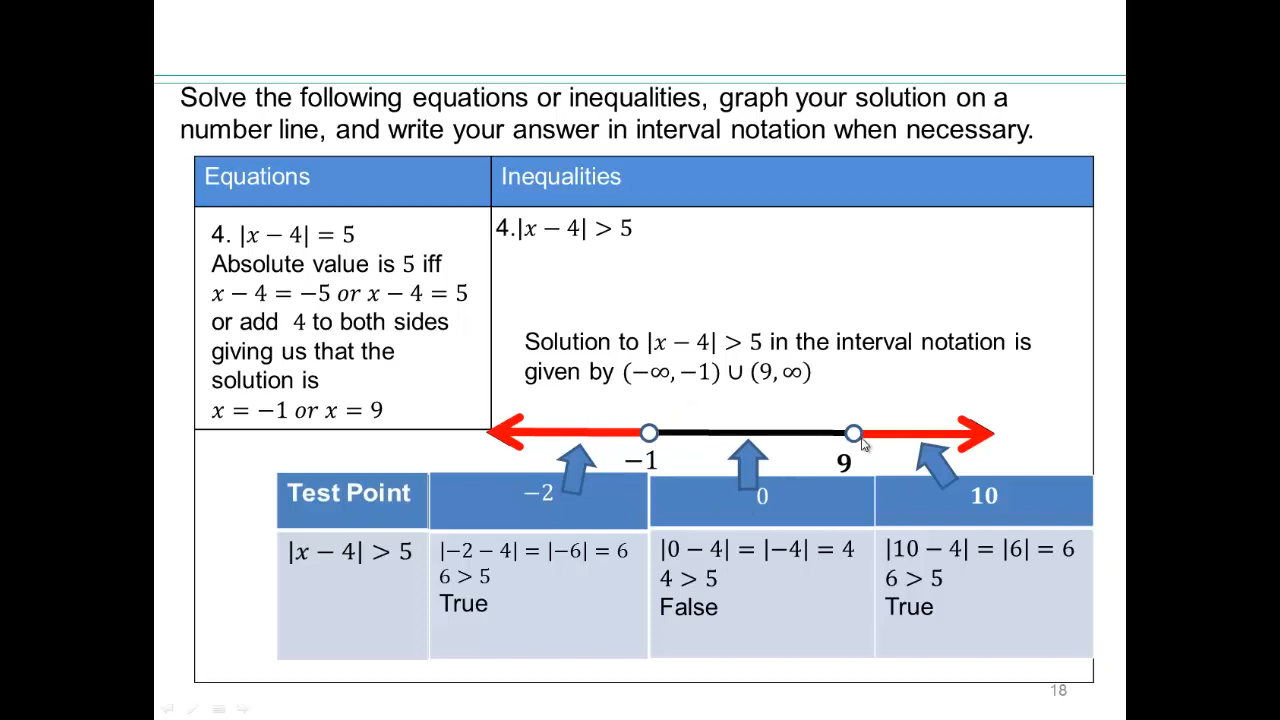 Solve the following equations or inequalities, graph your solution on a
number line, and write your answer in interval notation when necessary.
Equations
Inequalities
4. |𝑥 − 4| = 5
Absolute value is 5 iff
𝑥 − 4 = −5 𝑜𝑟 𝑥 − 4 = 5
or add 4 to both sides
giving us that the
solution is
𝑥 = −1 𝑜𝑟 𝑥 = 9
4.|𝑥 − 4| > 5
Solution to |𝑥 − 4| > 5 in the interval notation is
given by (−∞, −1) ∪ (9, ∞)
−1
9
Test Point
−2
0
10
|𝑥 − 4| > 5
|−2 − 4| = |−6| = 6
6 > 5
True
|0 − 4| = |−4| = 4
4 > 5
False
|10 − 4| = |6| = 6
6 > 5
True
18